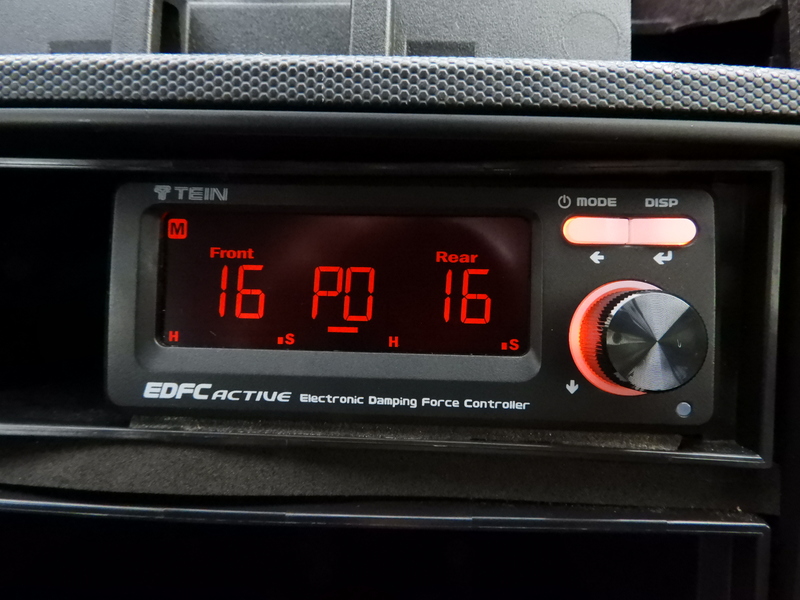 TEIN
MODE DISP
M
Front Rear
16 P0 16
H S H S
EDFC ACTIVE Electronic Damping Force Controller